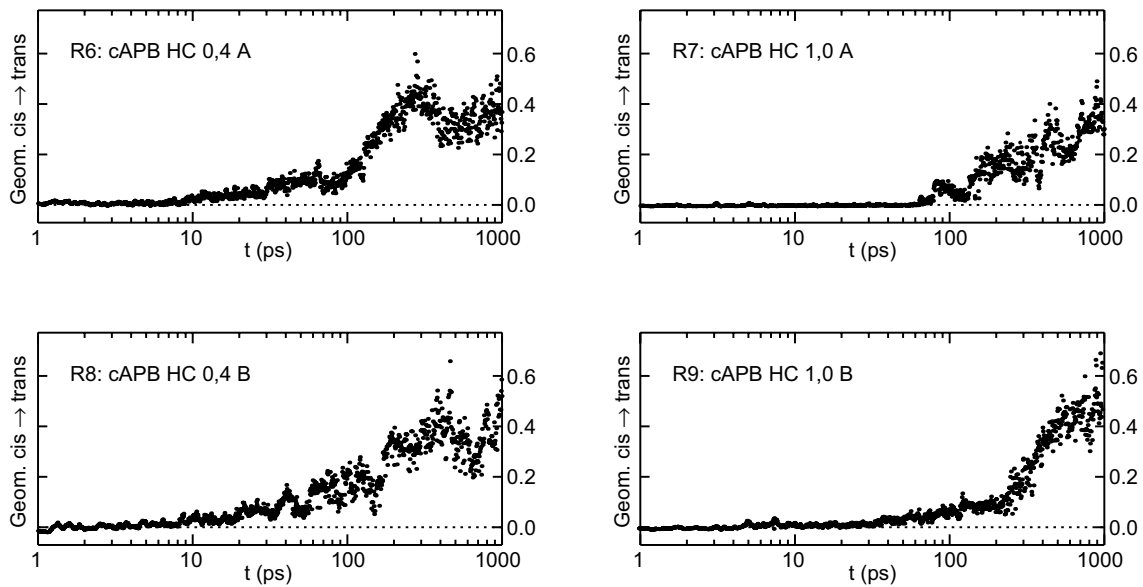 R6: cAPB HC 0,4 A
Geom. cis → trans
0.6
0.4
0.2
0.0
1 10 100 1000
t (ps)
R7: cAPB HC 1,0 A
Geom. cis → trans
0.6
0.4
0.2
0.0
1 10 100 1000
t (ps)
R8: cAPB HC 0,4 B
Geom. cis → trans
0.6
0.4
0.2
0.0
1 10 100 1000
t (ps)
R9: cAPB HC 1,0 B
Geom. cis → trans
0.6
0.4
0.2
0.0
1 10 100 1000
t (ps)